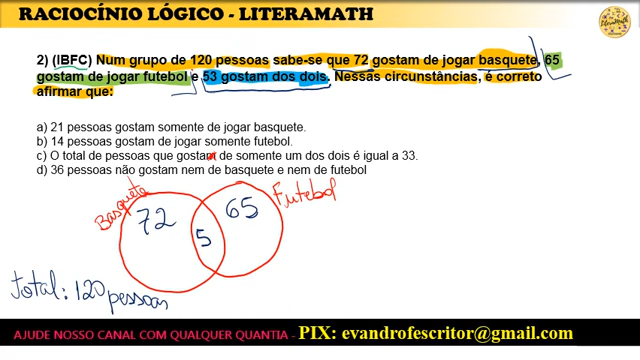 RACIOCÍNIO LÓGICO - LITERAMATH
2) (IBFC) Num grupo de 120 pessoas sabe-se que 72 gostam de jogar basquete, 65
gostam de jogar futebol e 53 gostam dos dois. Nessas circunstâncias, é correto
afirmar que:
a) 21 pessoas gostam somente de jogar basquete.
b) 14 pessoas gostam de jogar somente futebol.
c) O total de pessoas que gostam de somente um dos dois é igual a 33.
d) 36 pessoas não gostam nem de basquete e nem de futebol
Basquete
Futebol
72
65
5
total: 120 pessoas
AJUDE NOSSO CANAL COM QUALQUER QUANTIA - PIX: evandrofescritor@gmail.com